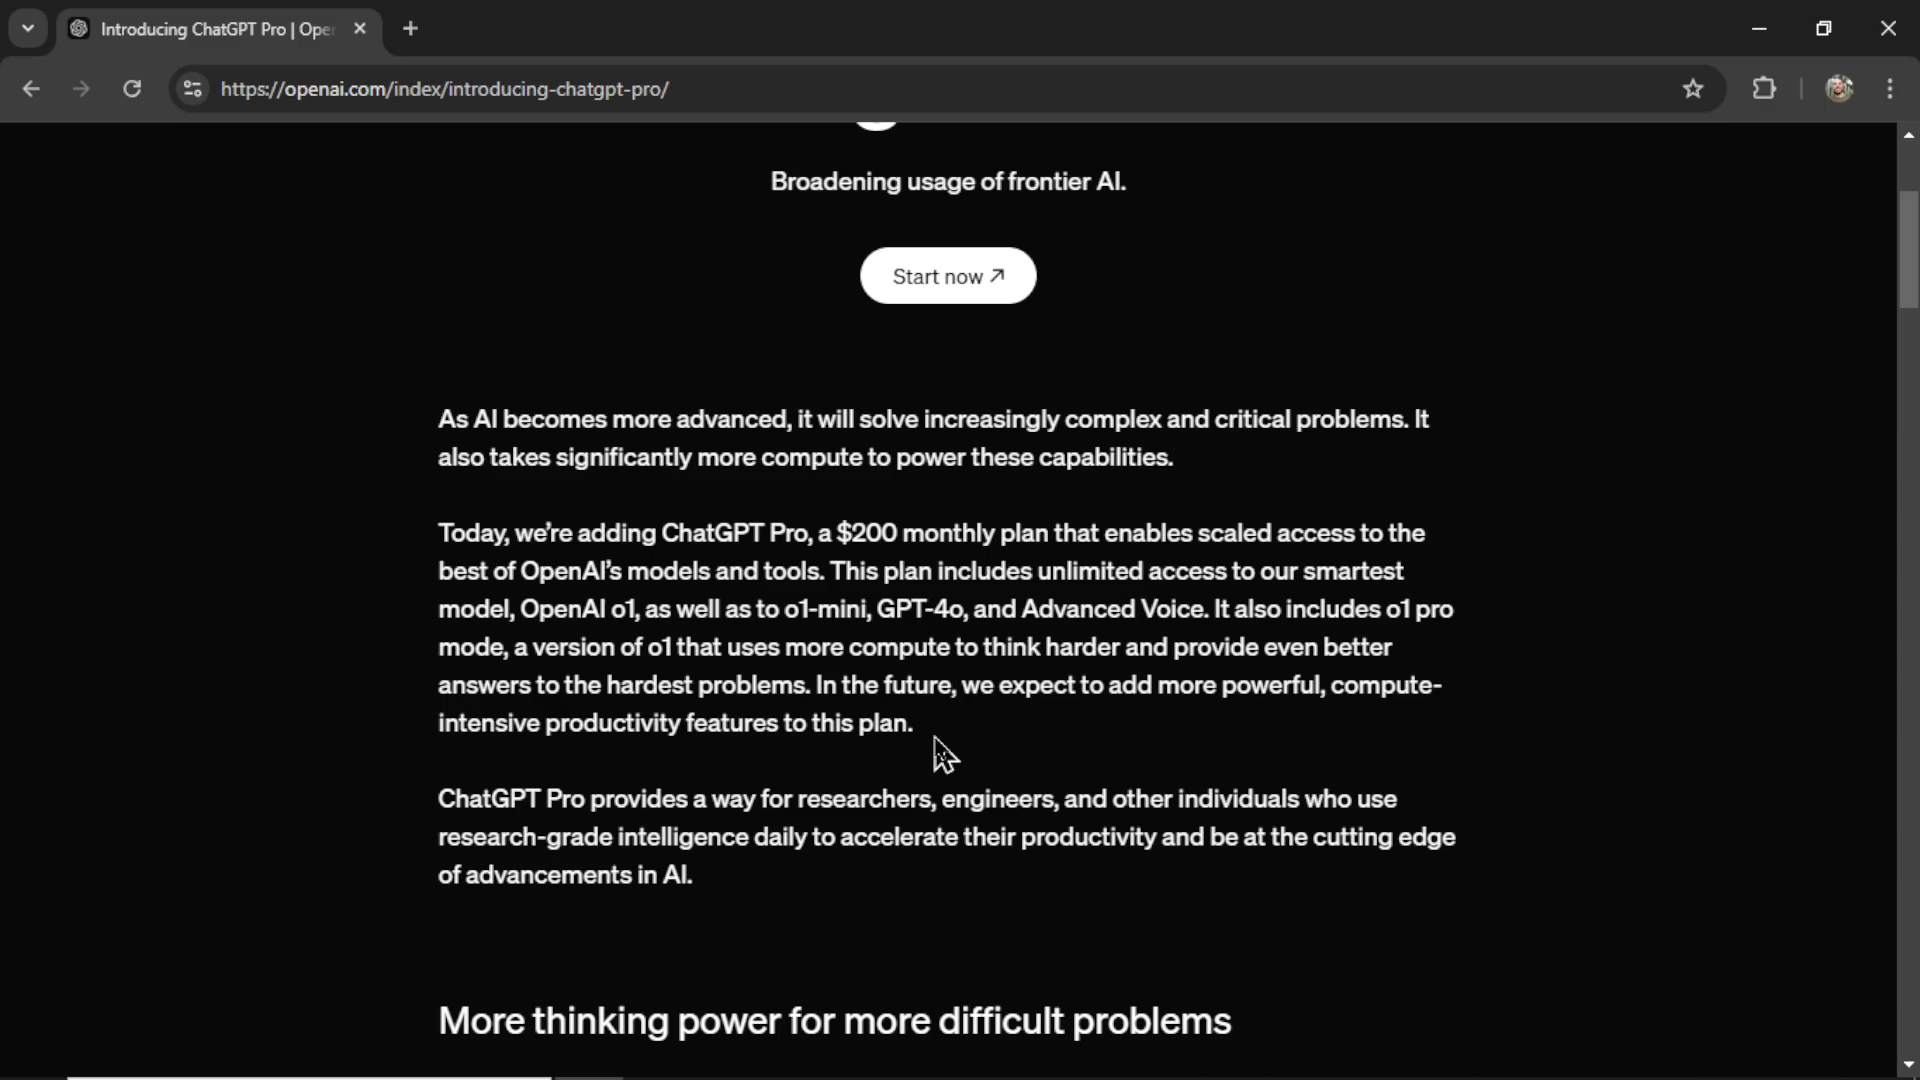 Introducing ChatGPT Pro | Ope
https://openai.com/index/introducing-chatgpt-pro/
Broadening usage of frontier AI.
Start now ↗
As AI becomes more advanced, it will solve increasingly complex and critical problems. It
also takes significantly more compute to power these capabilities.
Today, we’re adding ChatGPT Pro, a $200 monthly plan that enables scaled access to the
best of OpenAI’s models and tools. This plan includes unlimited access to our smartest
model, OpenAI o1, as well as to o1-mini, GPT-4o, and Advanced Voice. It also includes o1 pro
mode, a version of o1 that uses more compute to think harder and provide even better
answers to the hardest problems. In the future, we expect to add more powerful, compute-
intensive productivity features to this plan.
ChatGPT Pro provides a way for researchers, engineers, and other individuals who use
research-grade intelligence daily to accelerate their productivity and be at the cutting edge
of advancements in AI.
More thinking power for more difficult problems